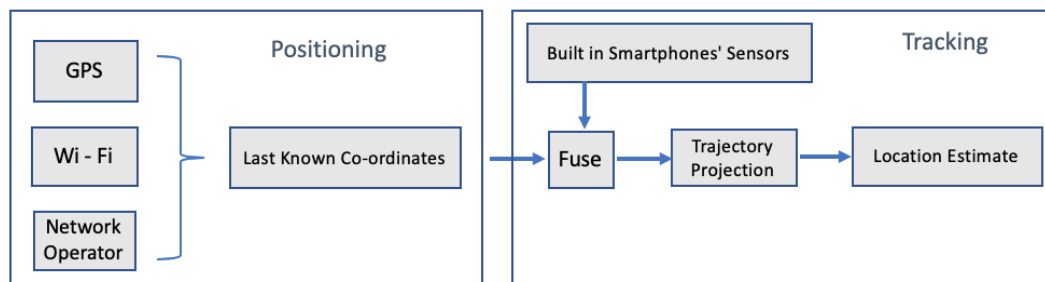 Positioning
GPS
Wi - Fi
Network
Operator
Last Known Co-ordinates
Tracking
Built in Smartphones' Sensors
Fuse
Trajectory
Projection
Location Estimate